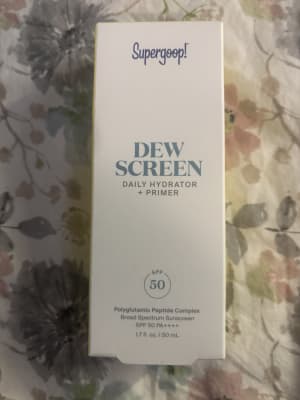 Supergoop!
DEW
SCREEN
DAILY HYDRATOR
+ PRIMER
SPF
50
Polyglutamic Peptide Complex
Broad Spectrum Sunscreen
SPF 50 PA++++
1.7 fl. oz. / 50 mL